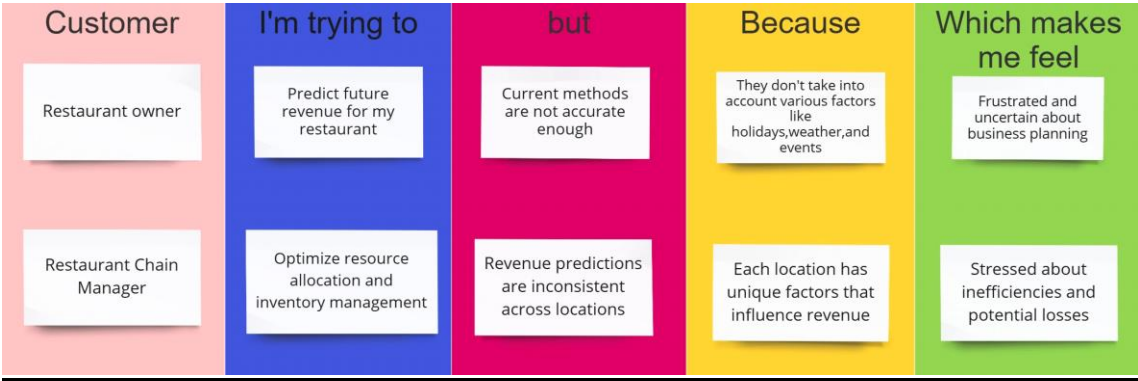 Customer
I'm trying to
but
Because
Which makes
me feel
Restaurant owner
Predict future
revenue for my
restaurant
Current methods
are not accurate
enough
They don't take into
account various factors
like
holidays,weather,and
events
Frustrated and
uncertain about
business planning
Restaurant Chain
Manager
Optimize resource
allocation and
inventory management
Revenue predictions
are inconsistent
across locations
Each location has
unique factors that
influence revenue
Stressed about
inefficiencies and
potential losses